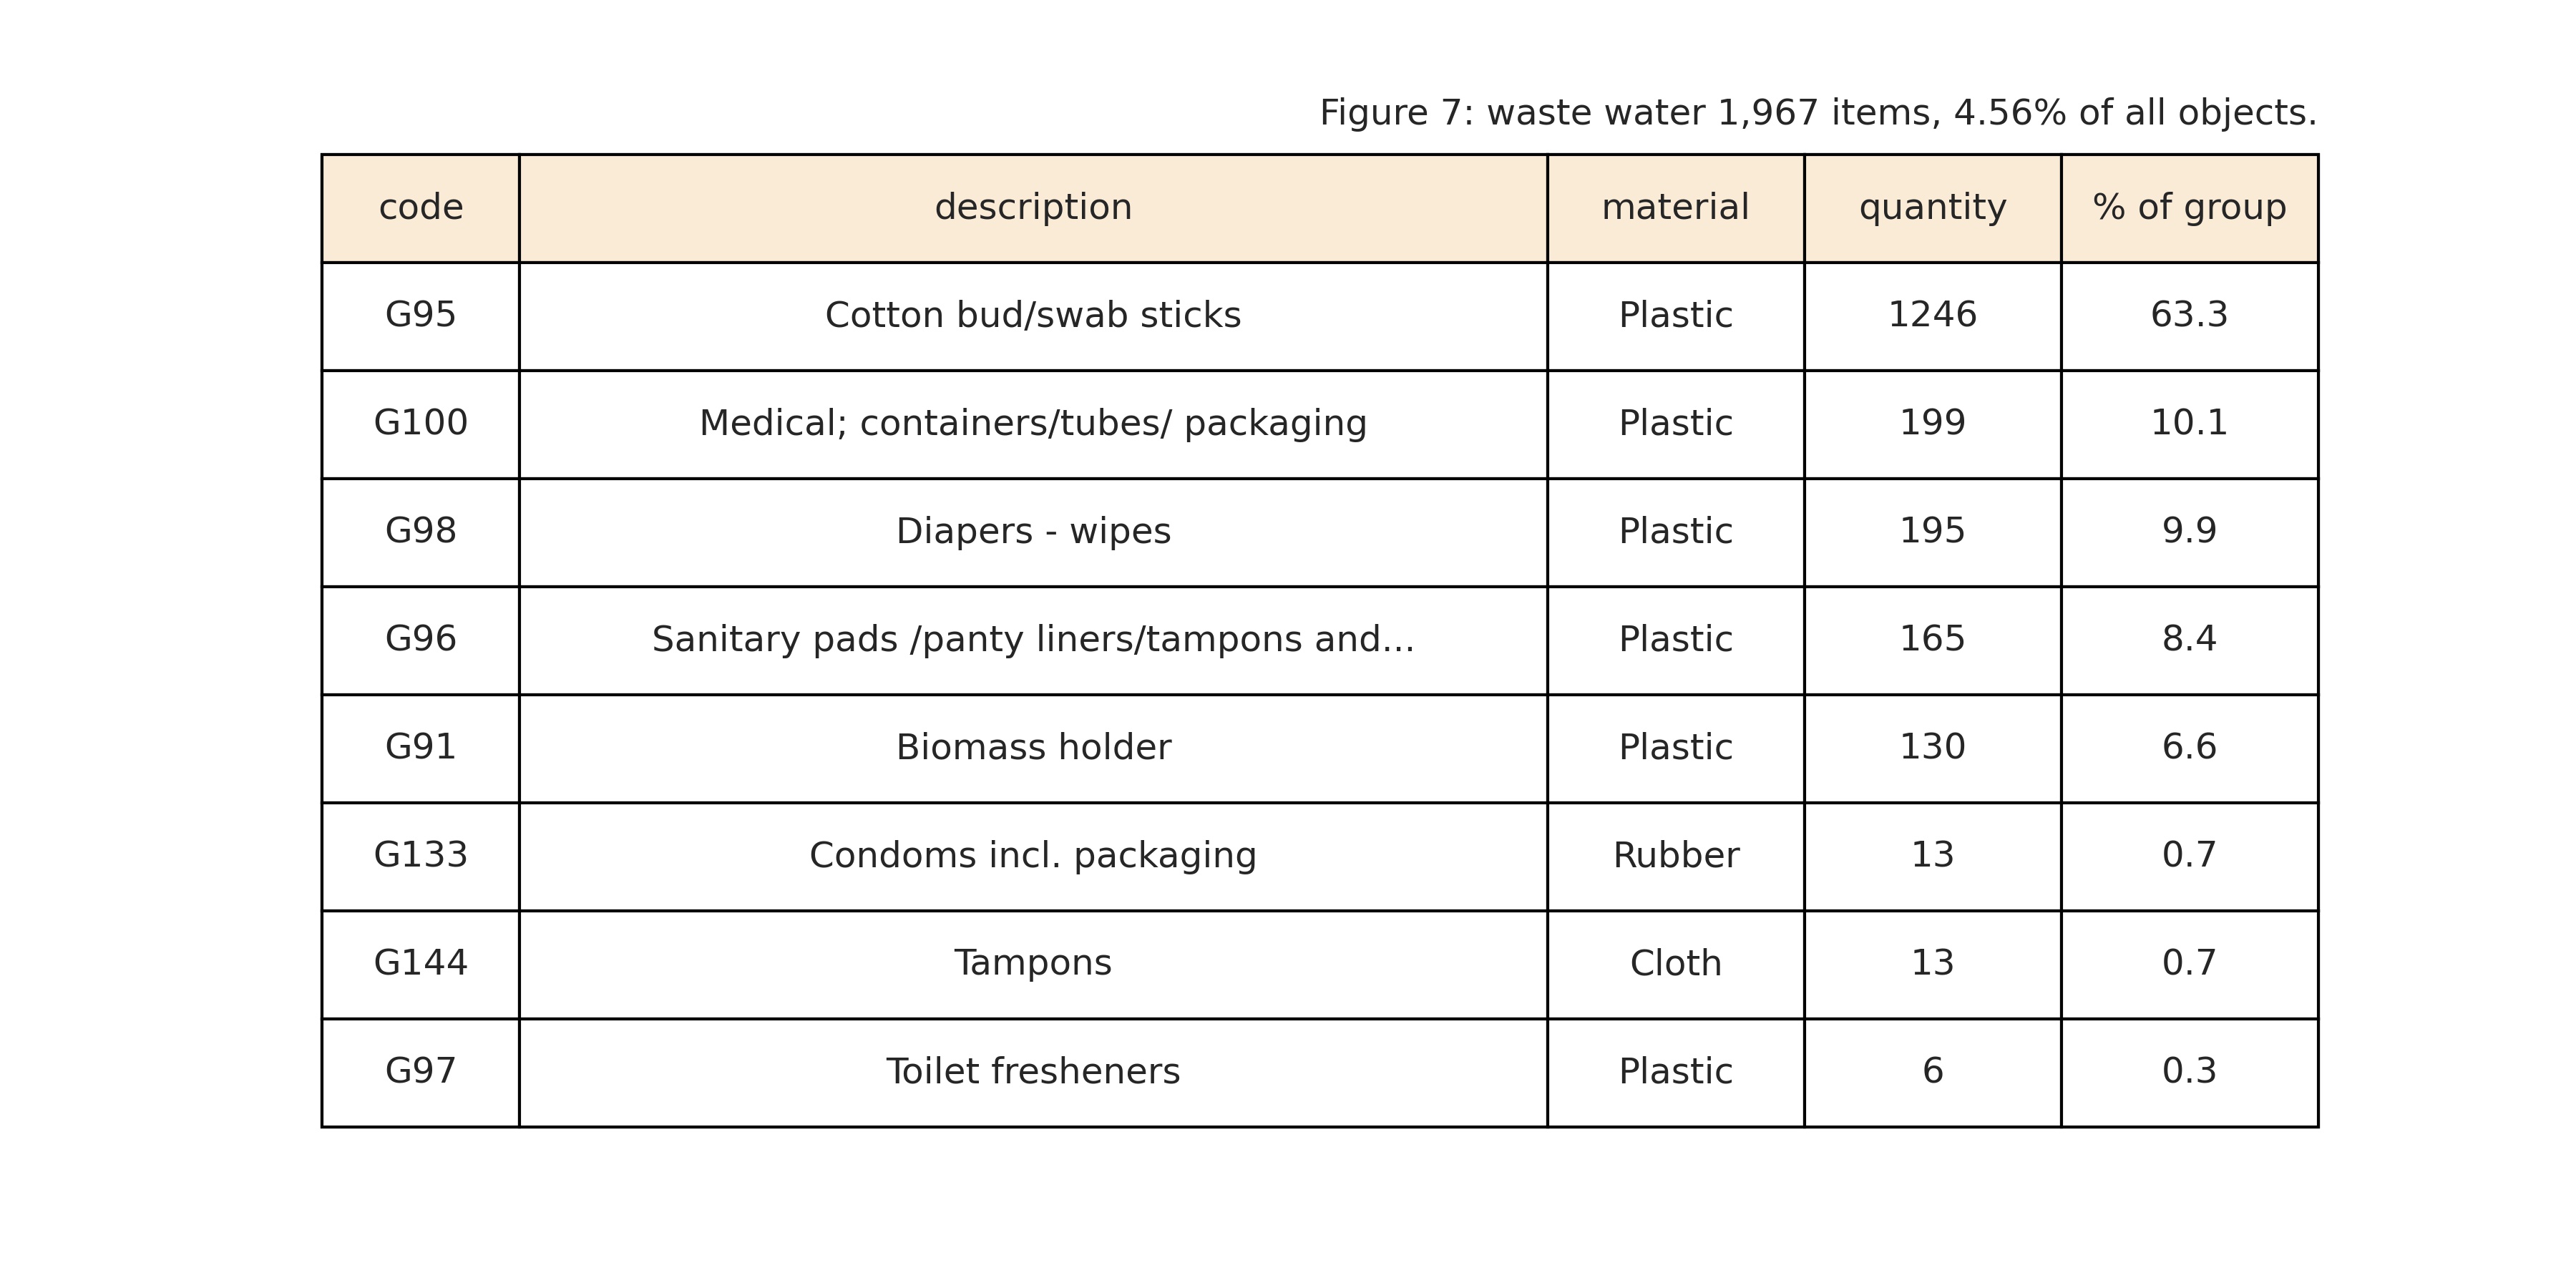 Figure 7: waste water 1,967 items, 4.56% of all objects.
code description material quantity % of group
G95 Cotton bud/swab sticks Plastic 1246 63.3
G100 Medical; containers/tubes/ packaging Plastic 199 10.1
G98 Diapers - wipes Plastic 195 9.9
G96 Sanitary pads /panty liners/tampons and... Plastic 165 8.4
G91 Biomass holder Plastic 130 6.6
G133 Condoms incl. packaging Rubber 13 0.7
G144 Tampons Cloth 13 0.7
G97 Toilet fresheners Plastic 6 0.3